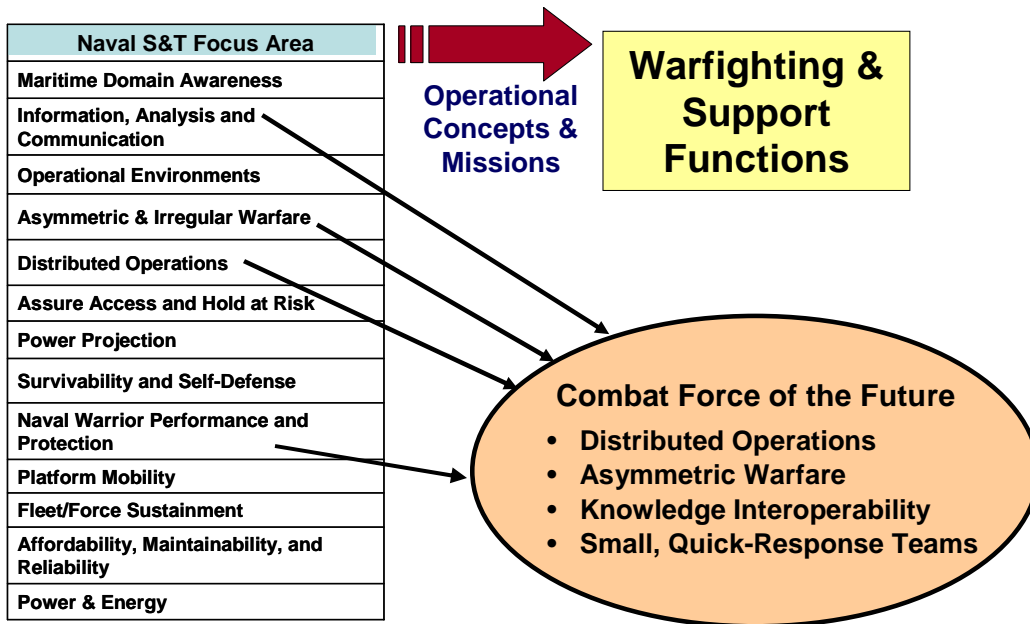 Naval S&T Focus Area
Maritime Domain Awareness
Information, Analysis and
Communication
Operational Environments
Asymmetric & Irregular Warfare
Distributed Operations
Assure Access and Hold at Risk
Power Projection
Survivability and Self-Defense
Naval Warrior Performance and
Protection
Platform Mobility
Fleet/Force Sustainment
Affordability, Maintainability, and
Reliability
Power & Energy
Operational
Concepts &
Missions
Warfighting &
Support
Functions
Combat Force of the Future
• Distributed Operations
• Asymmetric Warfare
• Knowledge Interoperability
• Small, Quick-Response Teams